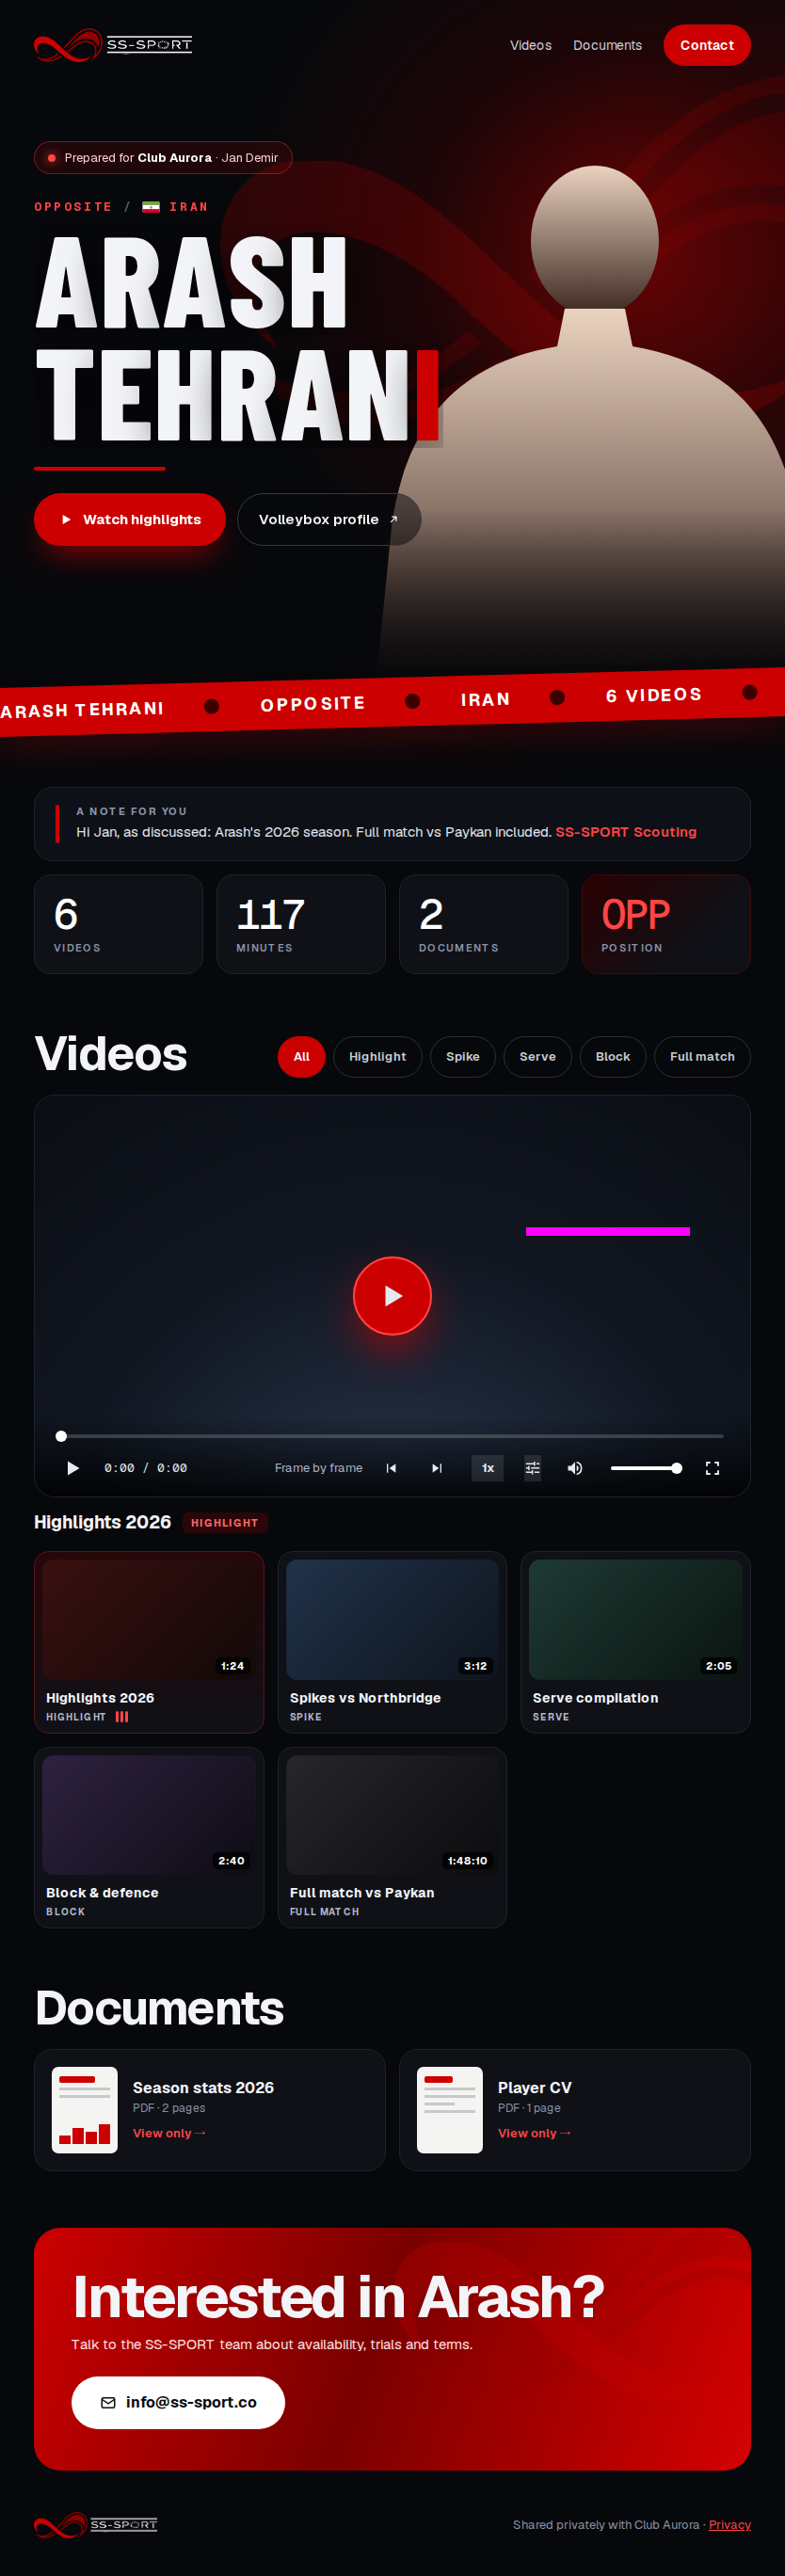 SS-SPORT
Videos Documents Contact
Prepared for Club Aurora · Jan Demir
OPPOSITE / IRAN
ARASH
TEHRANI
Watch highlights Volleybox profile ↗
ARASH TEHRANI OPPOSITE IRAN 6 VIDEOS
A NOTE FOR YOU
Hi Jan, as discussed: Arash's 2026 season. Full match vs Paykan included. SS-SPORT Scouting
6 117 2 OPP
VIDEOS MINUTES DOCUMENTS POSITION
Videos All Highlight Spike Serve Block Full match
0:00 / 0:00 Frame by frame 1x
Highlights 2026 HIGHLIGHT
1:24 3:12 2:05
Highlights 2026 Spikes vs Northbridge Serve compilation
HIGHLIGHT SPIKE SERVE
2:40 1:48:10
Block & defence Full match vs Paykan
BLOCK FULL MATCH
Documents
Season stats 2026 Player CV
PDF · 2 pages PDF · 1 page
View only → View only →
Interested in Arash?
Talk to the SS-SPORT team about availability, trials and terms.
info@ss-sport.co
SS-SPORT Shared privately with Club Aurora · Privacy